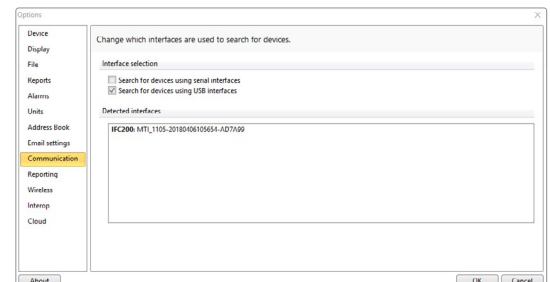 Options
Device
Display
File
Reports
Alarms
Units
Address Book
Email settings
Communication
Reporting
Wireless
Interop
Cloud
Change which interfaces are used to search for devices.
Interface selection
Search for devices using serial interfaces
Search for devices using USB interfaces
Detected interfaces
IFC200: MTI_1105-20180406105654-AD7A99
About
OK
Cancel